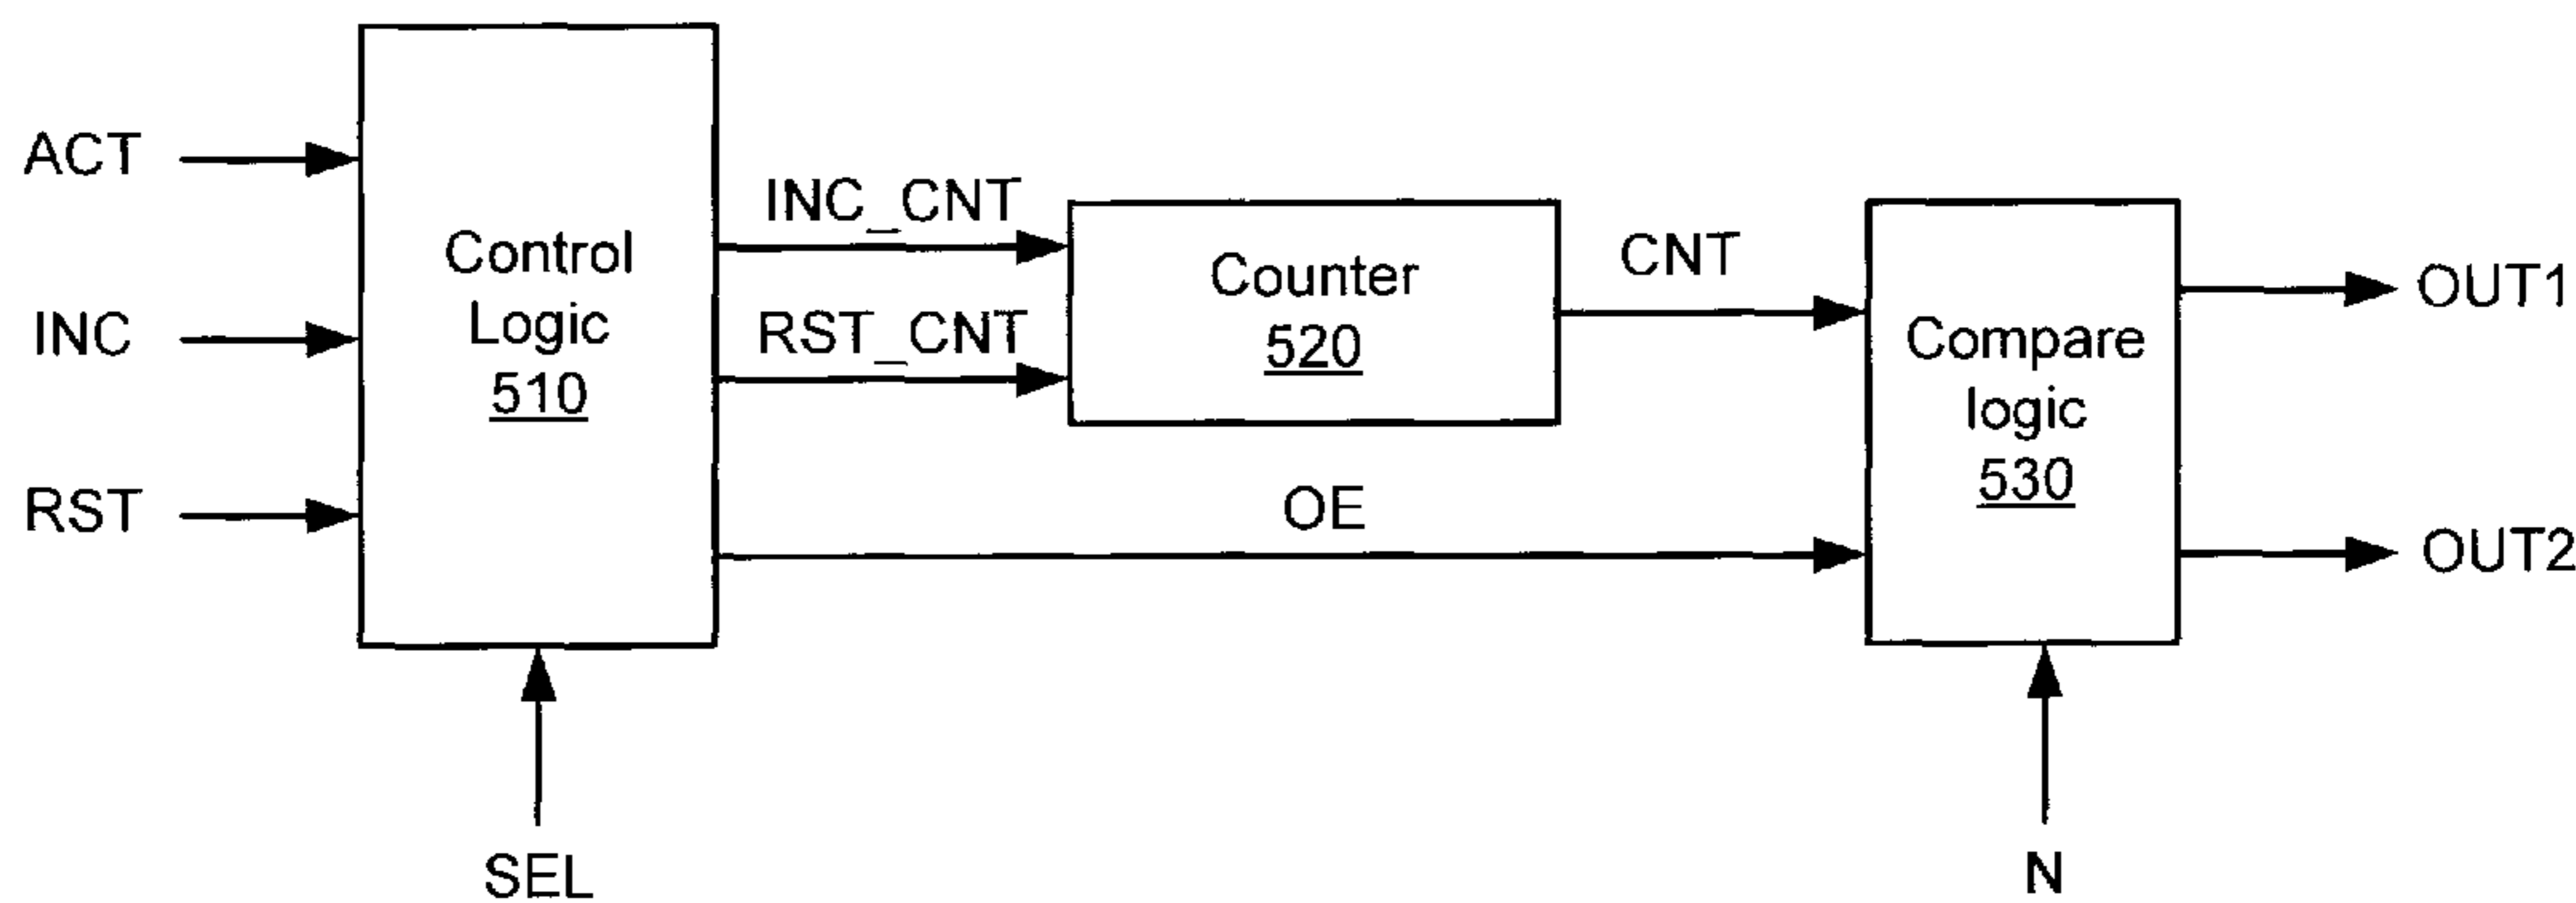 ACT
INC
RST
Control
Logic
510
SEL
INC_CNT
RST_CNT
Counter
520
CNT
OE
Compare
logic
530
N
OUT1
OUT2